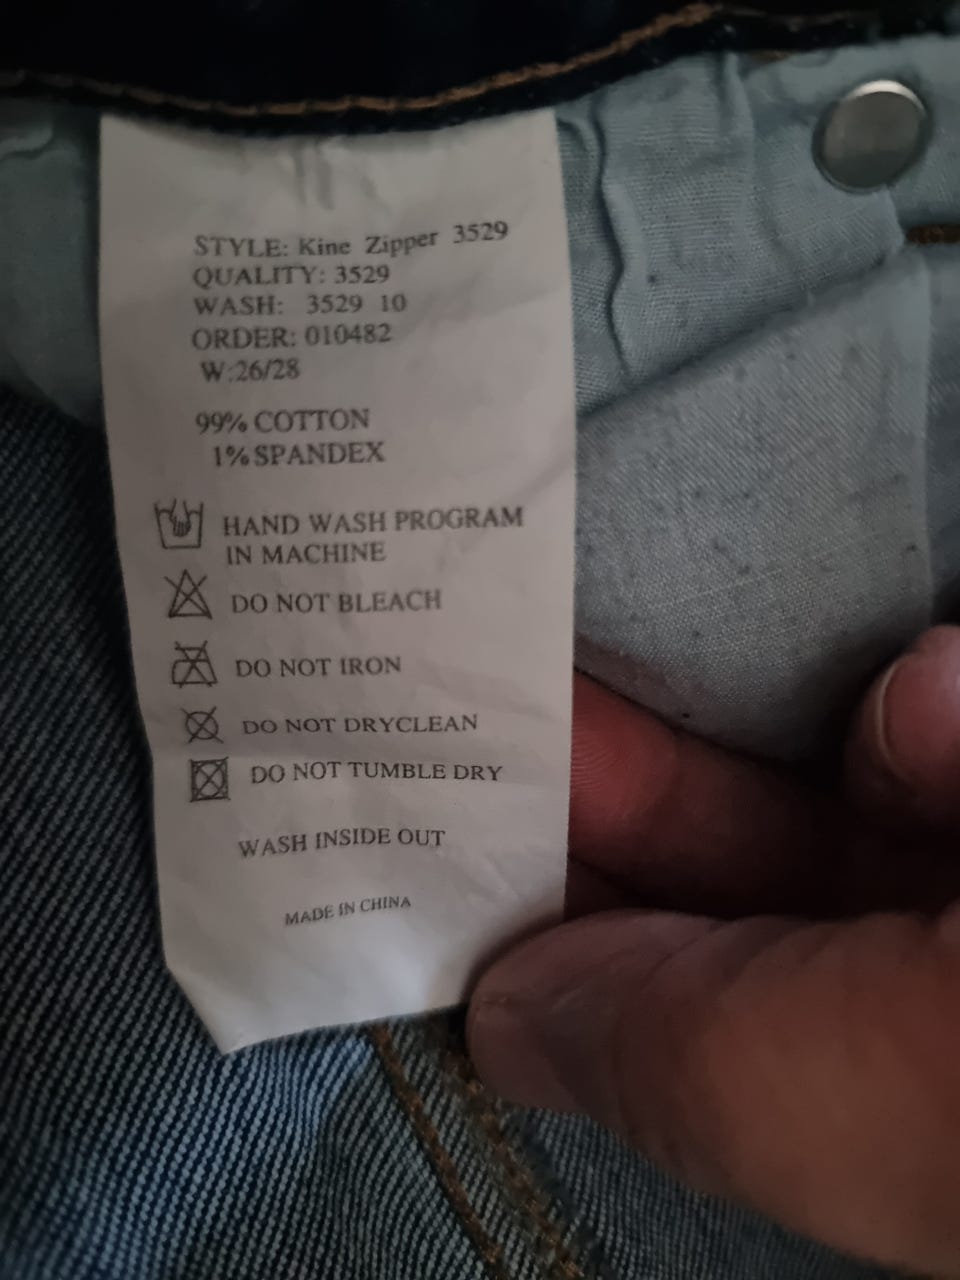 STYLE: Kine Zipper 3529
QUALITY: 3529
WASH: 3529 10
ORDER: 010482
W:26/28
99% COTTON
1% SPANDEX
HAND WASH PROGRAM
IN MACHINE
DO NOT BLEACH
DO NOT IRON
DO NOT DRYCLEAN
DO NOT TUMBLE DRY
WASH INSIDE OUT
MADE IN CHINA